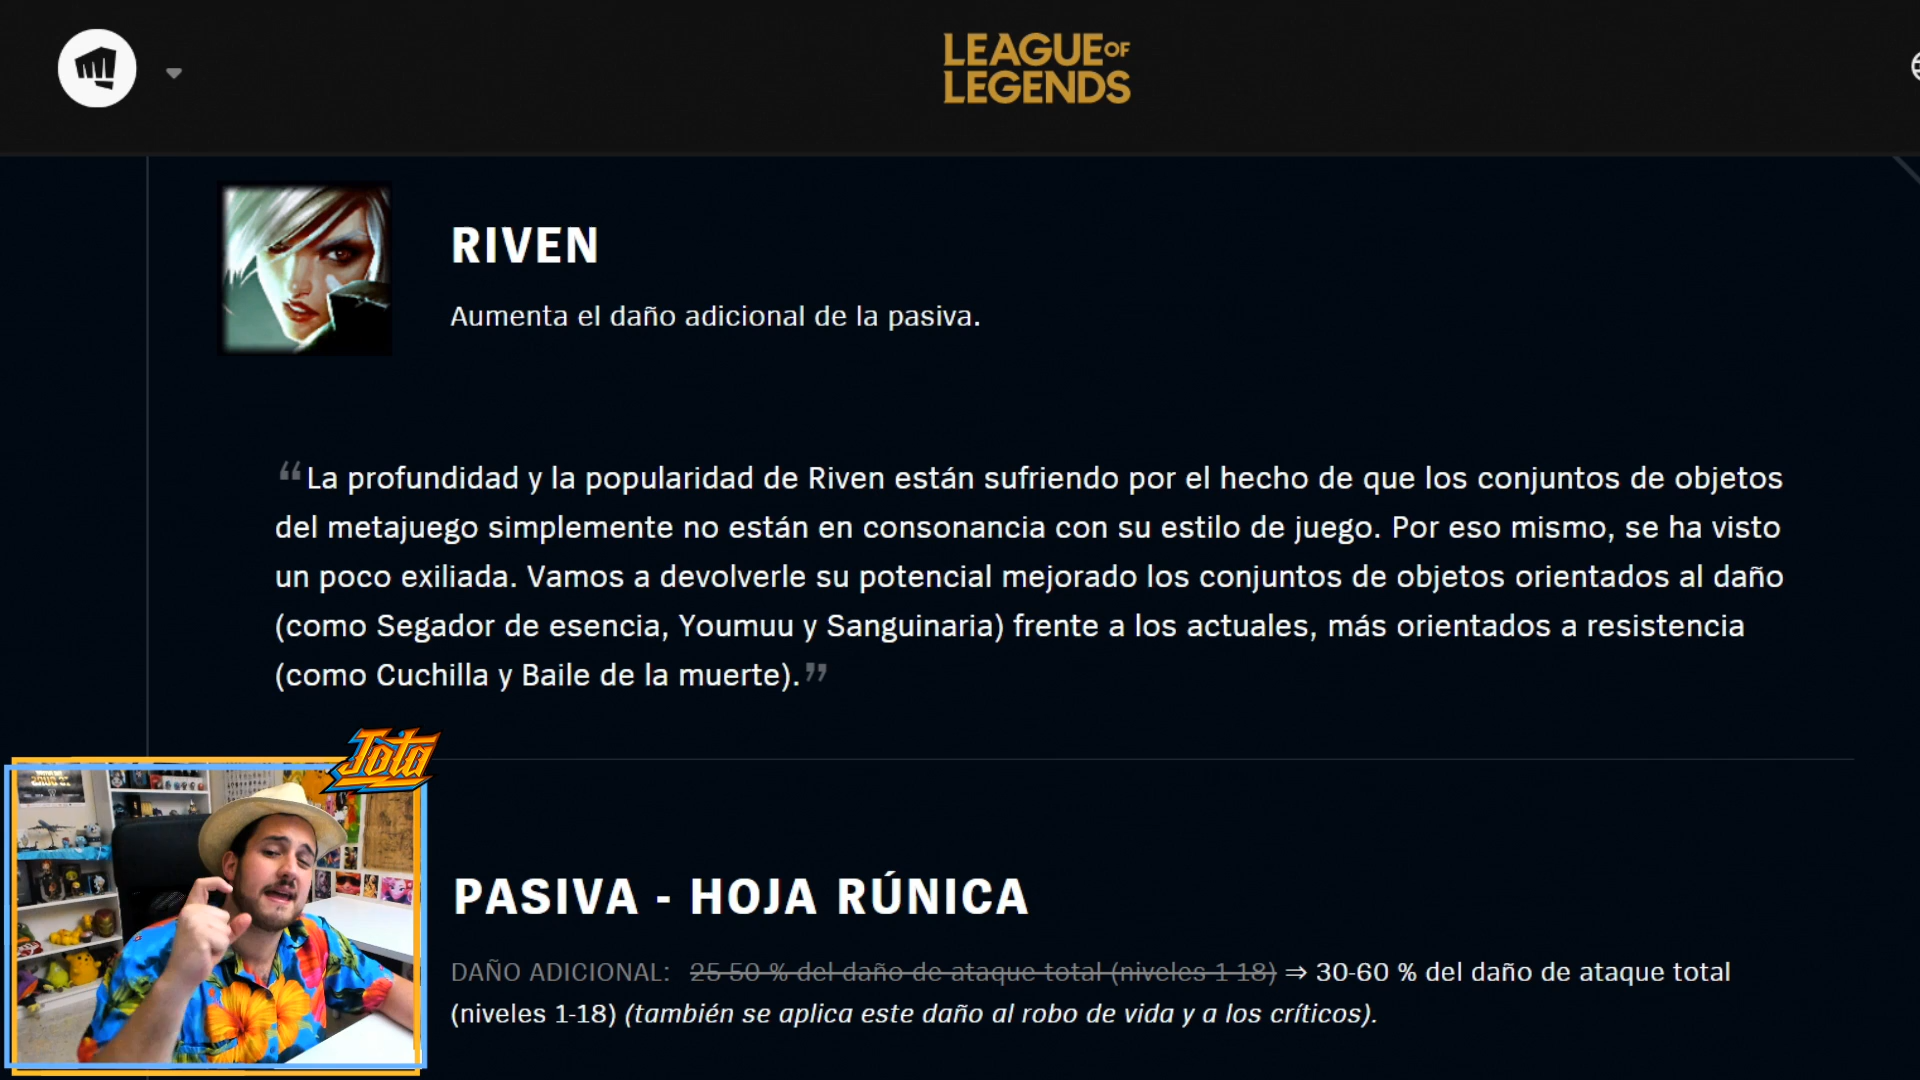 LEAGUE OF
LEGENDS
RIVEN
Aumenta el daño adicional de la pasiva.
“La profundidad y la popularidad de Riven están sufriendo por el hecho de que los conjuntos de objetos
del metajuego simplemente no están en consonancia con su estilo de juego. Por eso mismo, se ha visto
un poco exiliada. Vamos a devolverle su potencial mejorado los conjuntos de objetos orientados al daño
(como Segador de esencia, Youmuu y Sanguinaria) frente a los actuales, más orientados a resistencia
(como Cuchilla y Baile de la muerte).”
Jota
PASIVA - HOJA RÚNICA
DAÑO ADICIONAL: 25-50 % del daño de ataque total (niveles 1-18) ⇒ 30-60 % del daño de ataque total
(niveles 1-18) (también se aplica este daño al robo de vida y a los críticos).